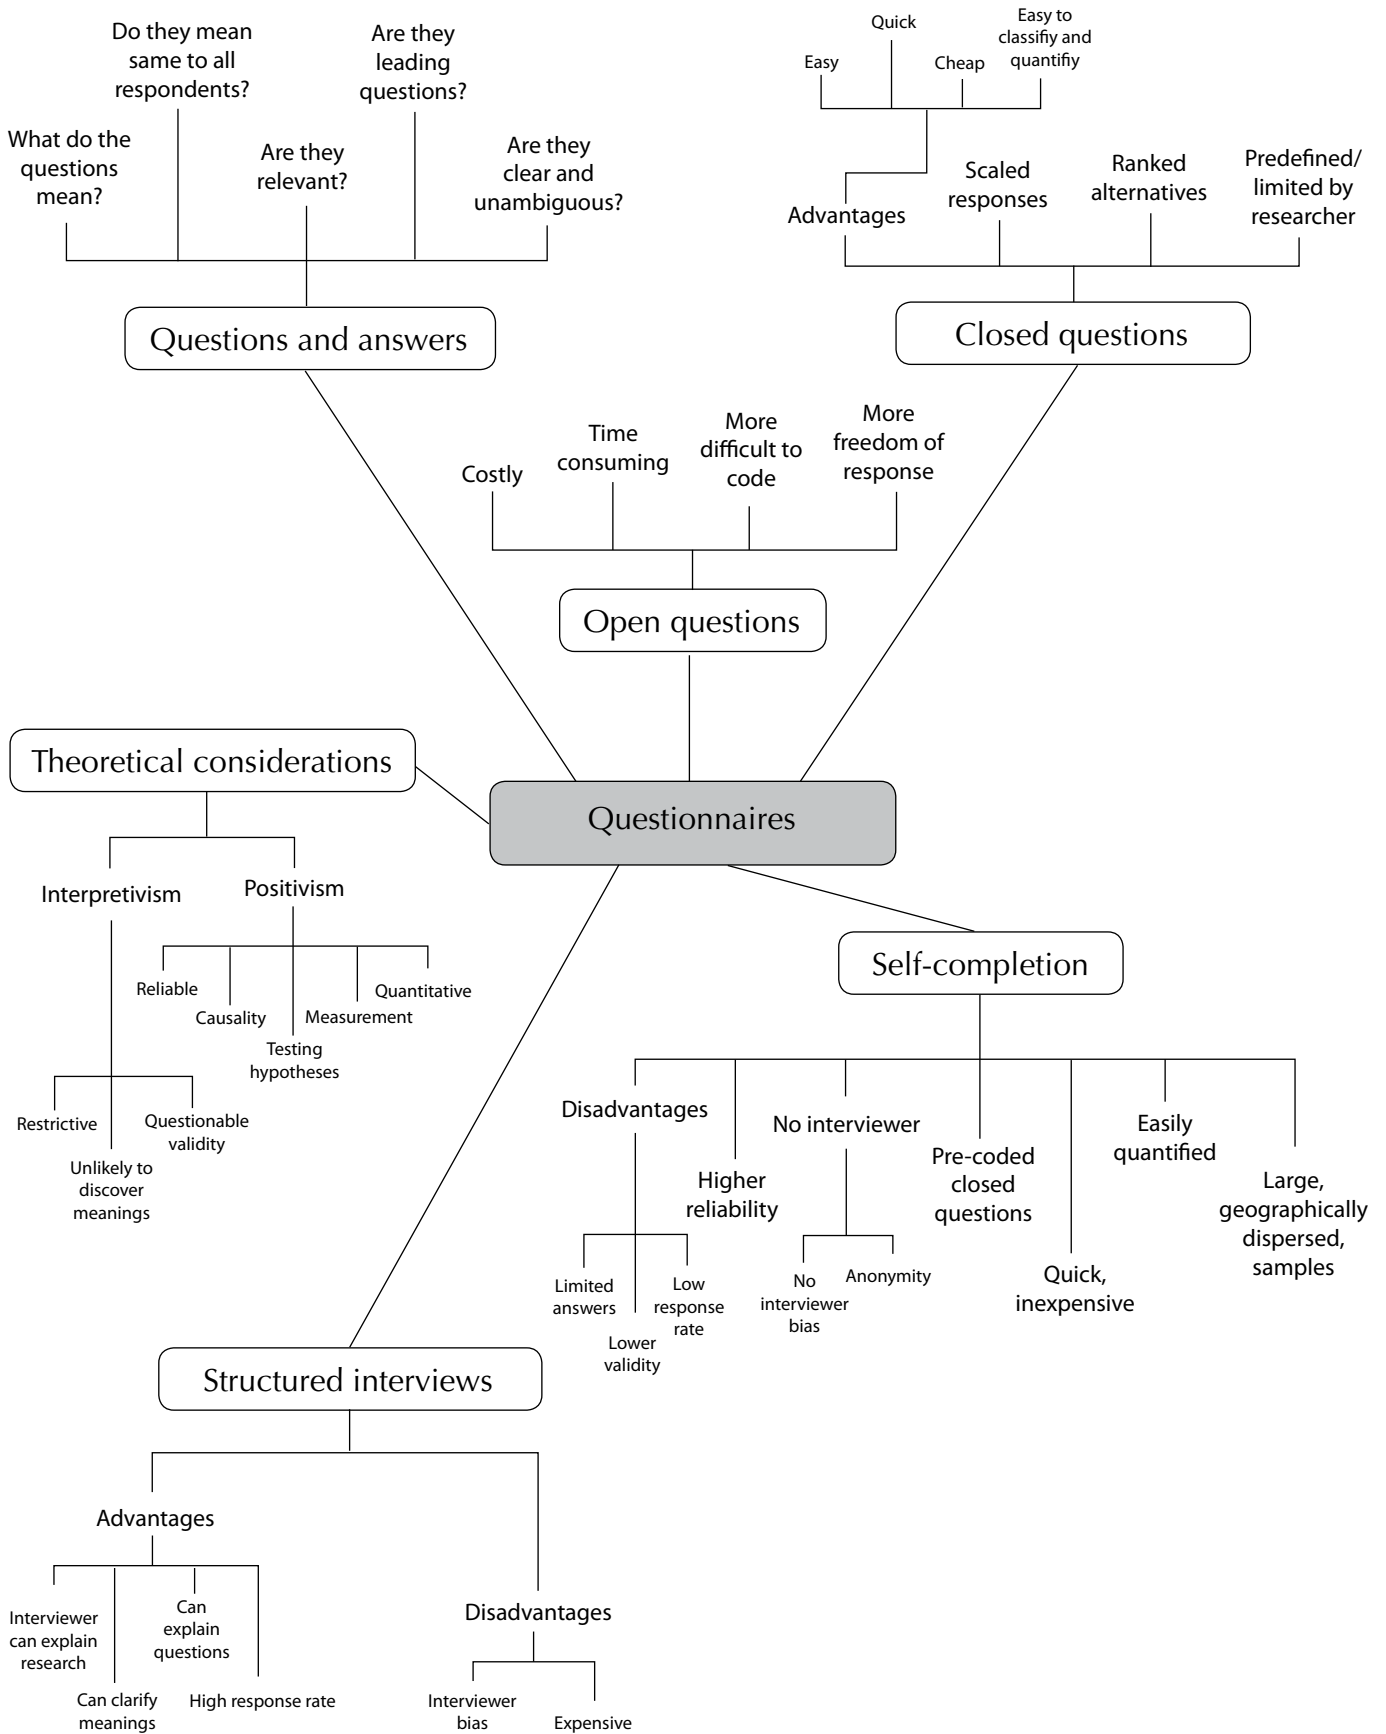 Do they mean
same to all
respondents?
Are they
leading
questions?
What do the
questions
mean?
Are they
relevant?
Are they
clear and
unambiguous?
Questions and answers
Quick
Easy to
classifiy and
quantifiy
Easy
Cheap
Advantages
Scaled
responses
Ranked
alternatives
Predefined/
limited by
researcher
Closed questions
Costly
Time
consuming
More
difficult to
code
More
freedom of
response
Open questions
Theoretical considerations
Questionnaires
Interpretivism
Positivism
Reliable
Causality
Testing
hypotheses
Measurement
Quantitative
Restrictive
Unlikely to
discover
meanings
Questionable
validity
Self-completion
Disadvantages
Higher
reliability
No interviewer
Pre-coded
closed
questions
Quick,
inexpensive
Easily
quantified
Large,
geographically
dispersed,
samples
Limited
answers
Lower
validity
Low
response
rate
No
interviewer
bias
Anonymity
Structured interviews
Advantages
Interviewer
can explain
research
Can clarify
meanings
Can
explain
questions
High response rate
Disadvantages
Interviewer
bias
Expensive